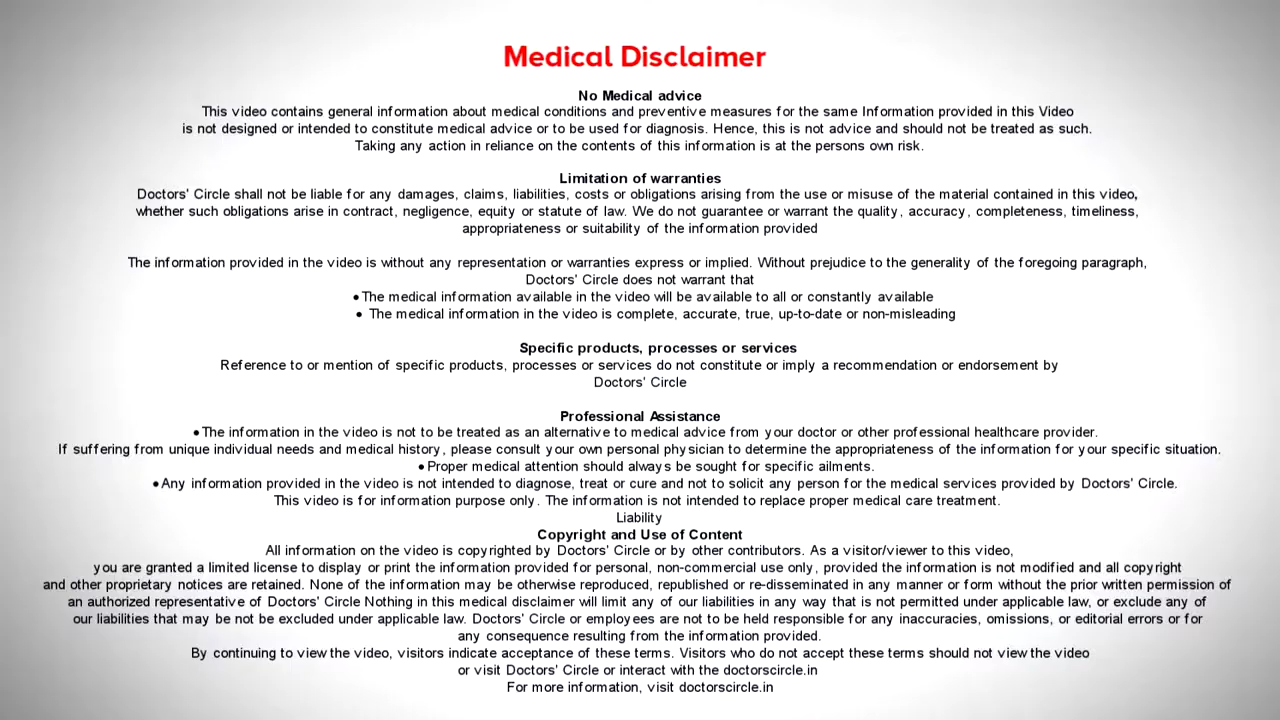 Medical Disclaimer
No Medical advice
This video contains general information about medical conditions and preventive measures for the same Information provided in this Video
is not designed or intended to constitute medical advice or to be used for diagnosis. Hence, this is not advice and should not be treated as such.
Taking any action in reliance on the contents of this information is at the persons own risk.
Limitation of warranties
Doctors' Circle shall not be liable for any damages, claims, liabilities, costs or obligations arising from the use or misuse of the material contained in this video,
whether such obligations arise in contract, negligence, equity or statute of law. We do not guarantee or warrant the quality, accuracy, completeness, timeliness,
appropriateness or suitability of the information provided
The information provided in the video is without any representation or warranties express or implied. Without prejudice to the generality of the foregoing paragraph,
Doctors' Circle does not warrant that
• The medical information available in the video will be available to all or constantly available
• The medical information in the video is complete, accurate, true, up-to-date or non-misleading
Specific products, processes or services
Reference to or mention of specific products, processes or services do not constitute or imply a recommendation or endorsement by
Doctors' Circle
Professional Assistance
• The information in the video is not to be treated as an alternative to medical advice from your doctor or other professional healthcare provider.
If suffering from unique individual needs and medical history, please consult your own personal physician to determine the appropriateness of the information for your specific situation.
• Proper medical attention should always be sought for specific ailments.
• Any information provided in the video is not intended to diagnose, treat or cure and not to solicit any person for the medical services provided by Doctors' Circle.
This video is for information purpose only. The information is not intended to replace proper medical care treatment.
Liability
Copyright and Use of Content
All information on the video is copyrighted by Doctors' Circle or by other contributors. As a visitor/viewer to this video,
you are granted a limited license to display or print the information provided for personal, non-commercial use only, provided the information is not modified and all copyright
and other proprietary notices are retained. None of the information may be otherwise reproduced, republished or re-disseminated in any manner or form without the prior written permission of
an authorized representative of Doctors' Circle Nothing in this medical disclaimer will limit any of our liabilities in any way that is not permitted under applicable law, or exclude any of
our liabilities that may be not be excluded under applicable law. Doctors' Circle or employees are not to be held responsible for any inaccuracies, omissions, or editorial errors or for
any consequence resulting from the information provided.
By continuing to view the video, visitors indicate acceptance of these terms. Visitors who do not accept these terms should not view the video
or visit Doctors' Circle or interact with the doctorscircle.in
For more information, visit doctorscircle.in